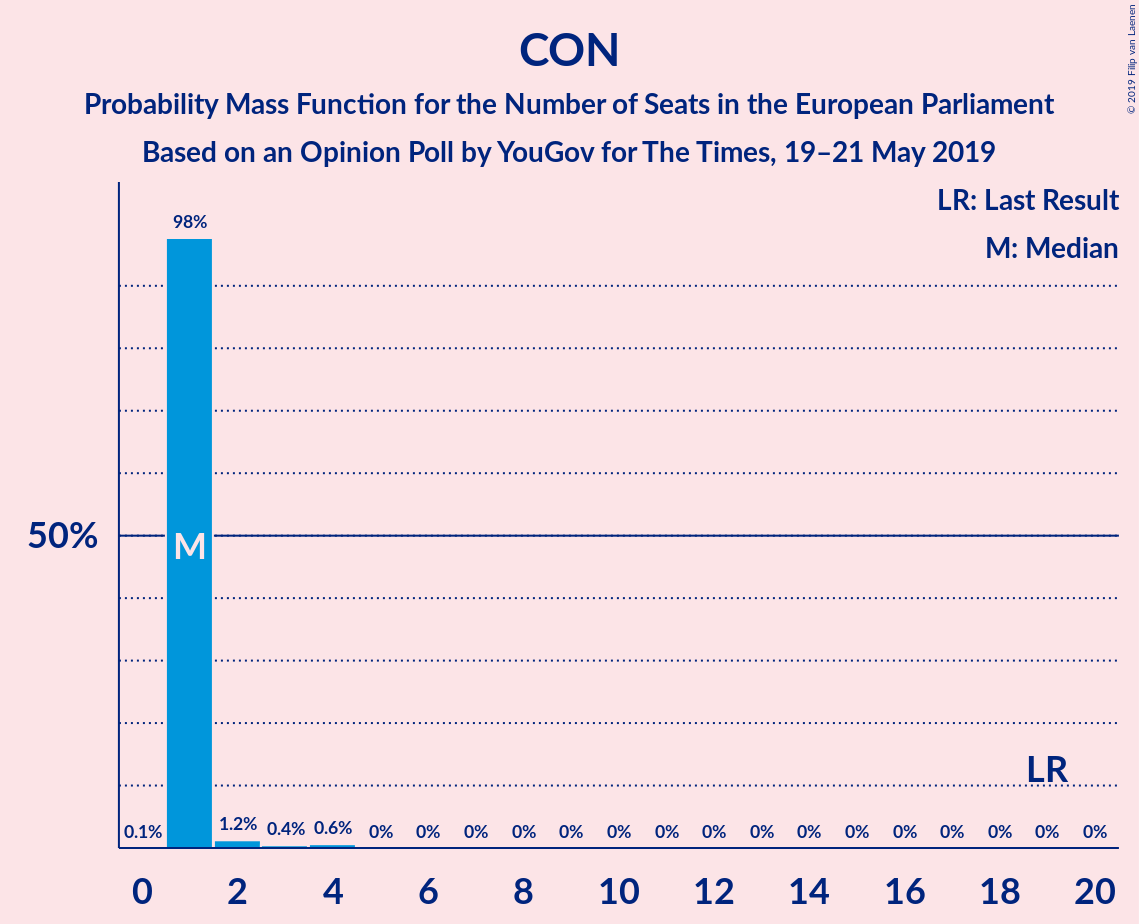 CON
Probability Mass Function for the Number of Seats in the European Parliament
Based on an Opinion Poll by YouGov for The Times, 19–21 May 2019
© 2019 Filip van Laenen
LR: Last Result
M: Median
98%
50%
M
LR
0.1% 1.2% 0.4% 0.6% 0% 0% 0% 0% 0% 0% 0% 0% 0% 0% 0% 0% 0% 0% 0% 0%
0 2 4 6 8 10 12 14 16 18 20